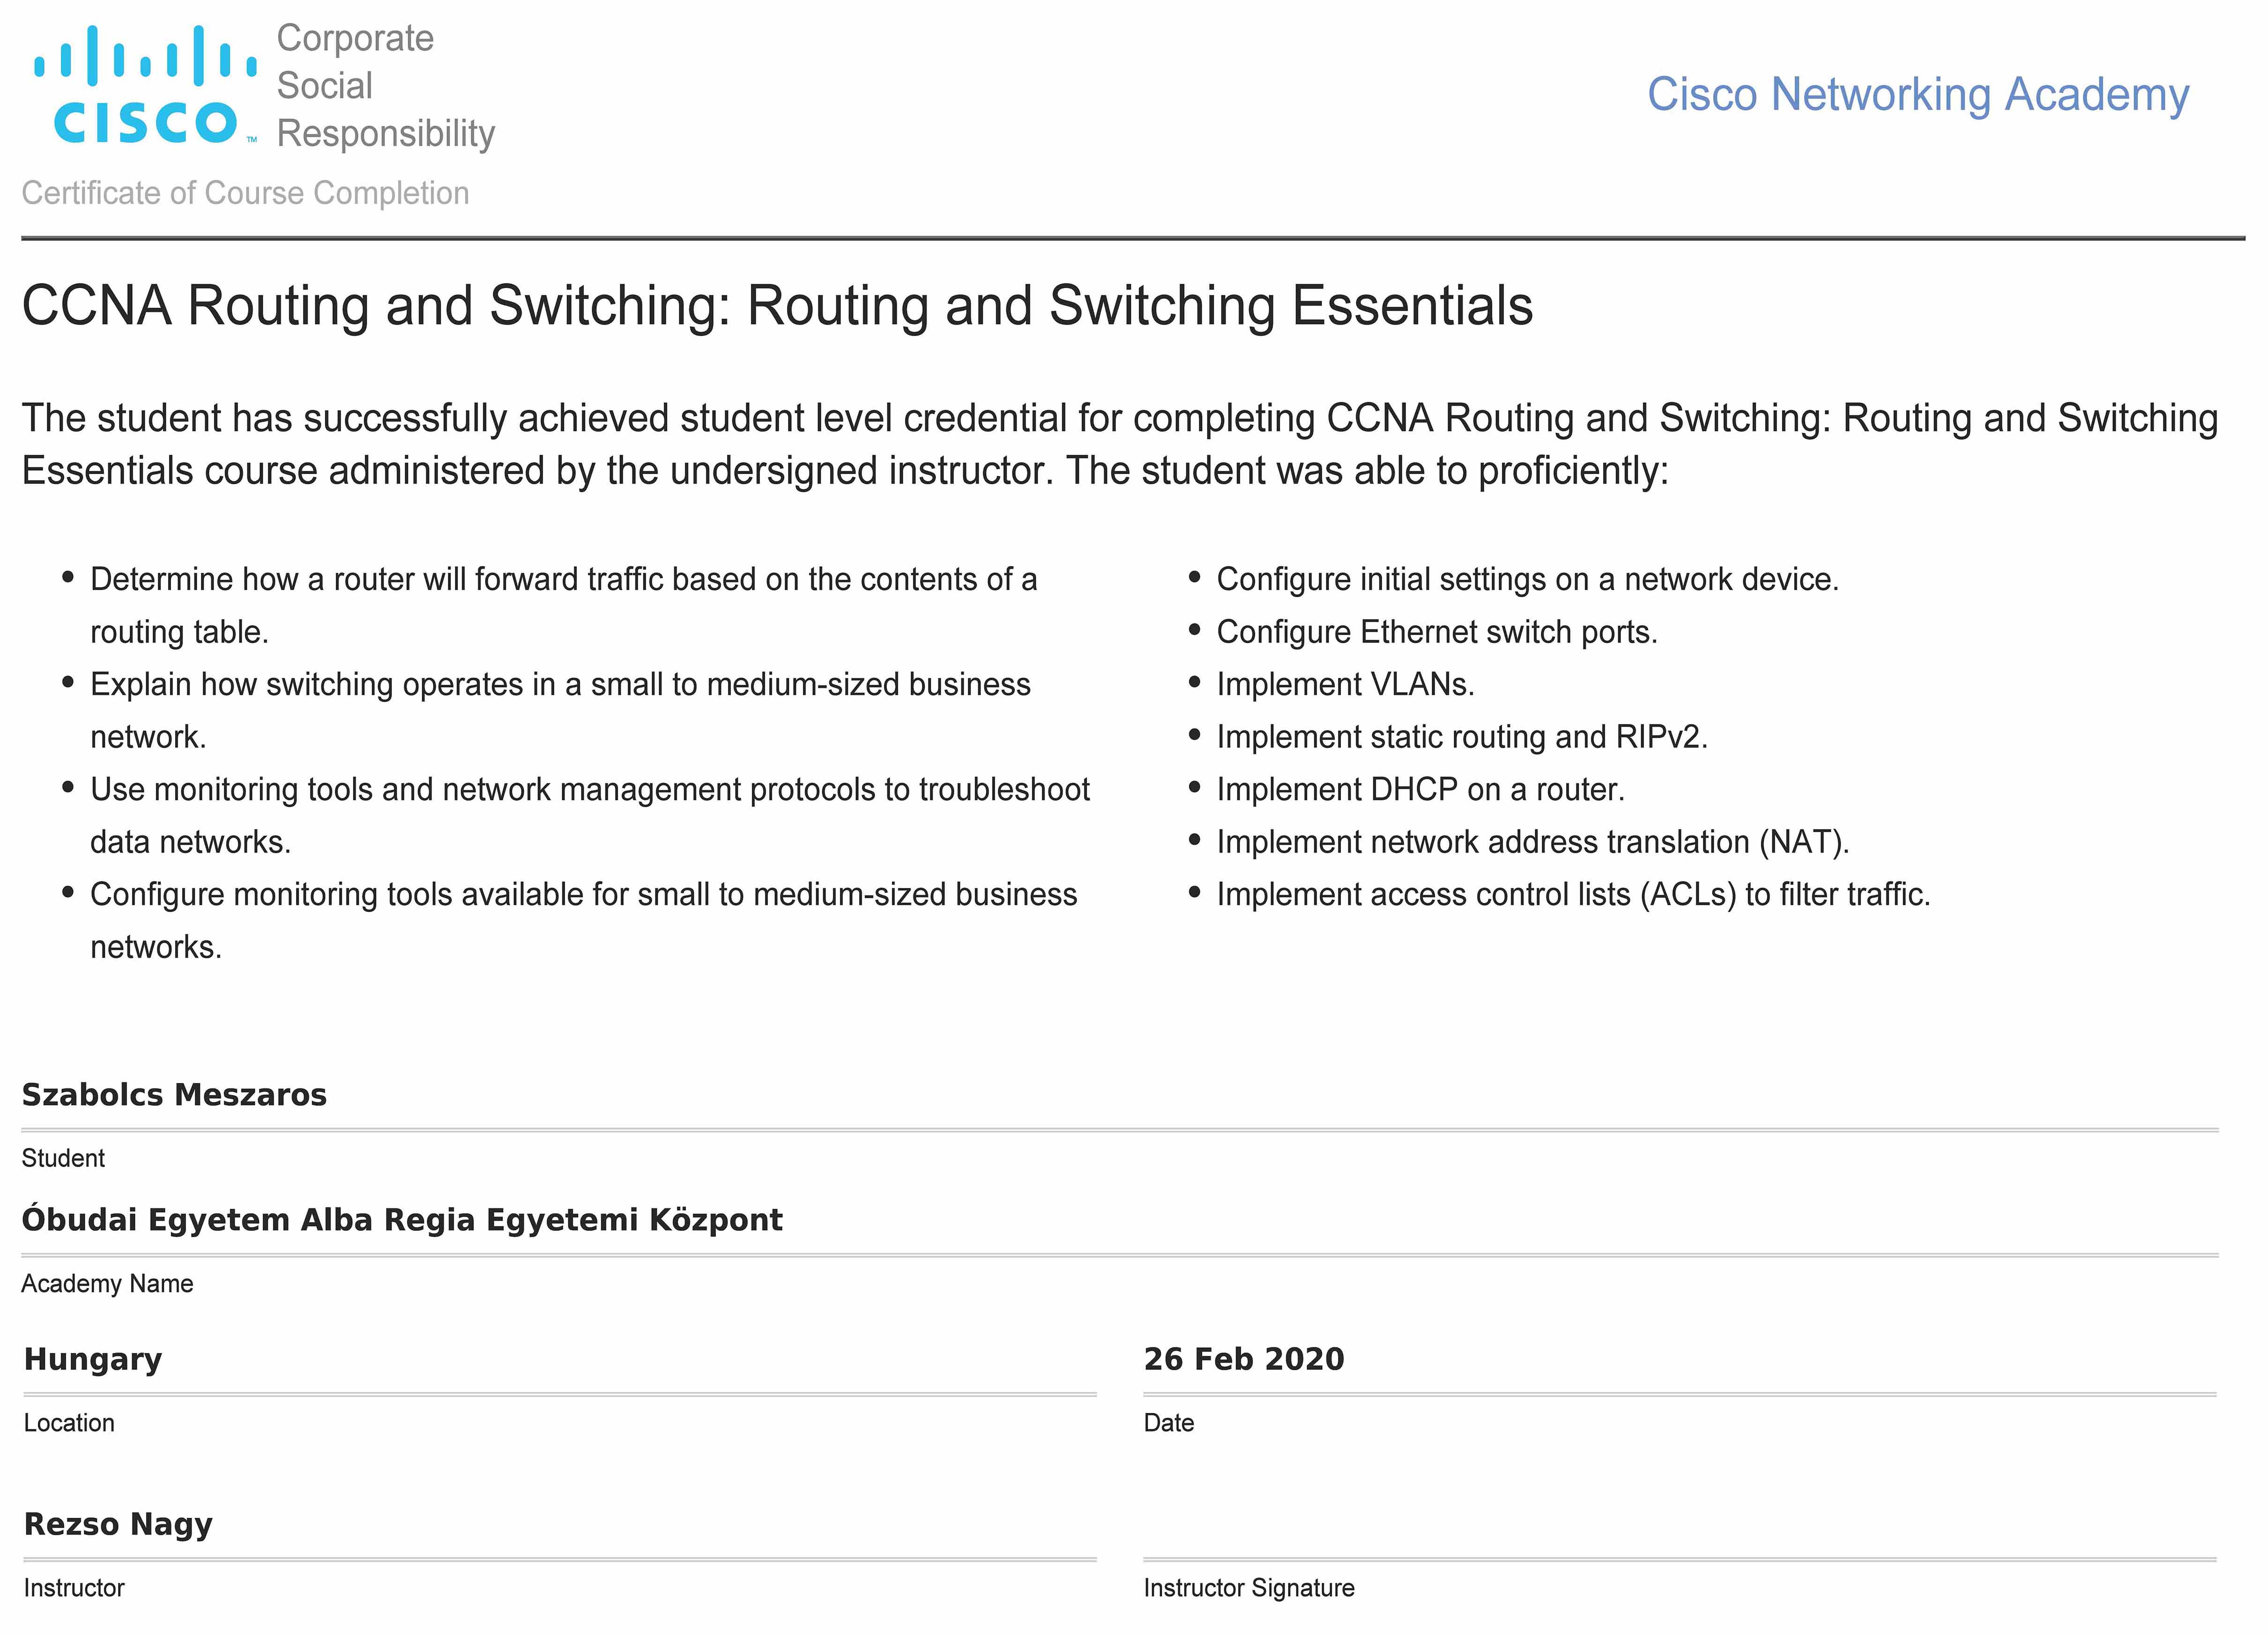 Corporate
Social
Responsibility
CISCO™
Cisco Networking Academy
Certificate of Course Completion
CCNA Routing and Switching: Routing and Switching Essentials
The student has successfully achieved student level credential for completing CCNA Routing and Switching: Routing and Switching
Essentials course administered by the undersigned instructor. The student was able to proficiently:
• Determine how a router will forward traffic based on the contents of a
routing table.
• Explain how switching operates in a small to medium-sized business
network.
• Use monitoring tools and network management protocols to troubleshoot
data networks.
• Configure monitoring tools available for small to medium-sized business
networks.
• Configure initial settings on a network device.
• Configure Ethernet switch ports.
• Implement VLANs.
• Implement static routing and RIPv2.
• Implement DHCP on a router.
• Implement network address translation (NAT).
• Implement access control lists (ACLs) to filter traffic.
Szabolcs Meszaros
Student
Óbudai Egyetem Alba Regia Egyetemi Központ
Academy Name
Hungary
Location
26 Feb 2020
Date
Rezso Nagy
Instructor
Instructor Signature